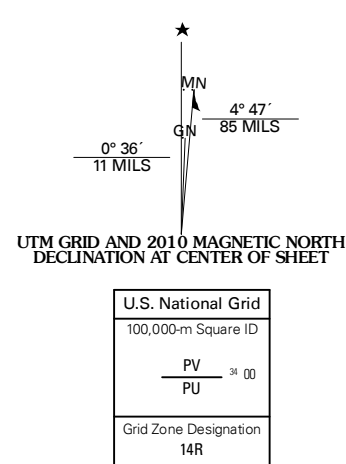 MN
GN
4° 47´
85 MILS
0° 36´
11 MILS
UTM GRID AND 2010 MAGNETIC NORTH
DECLINATION AT CENTER OF SHEET
U.S. National Grid
100,000-m Square ID
PV
34 00
PU
Grid Zone Designation
14R